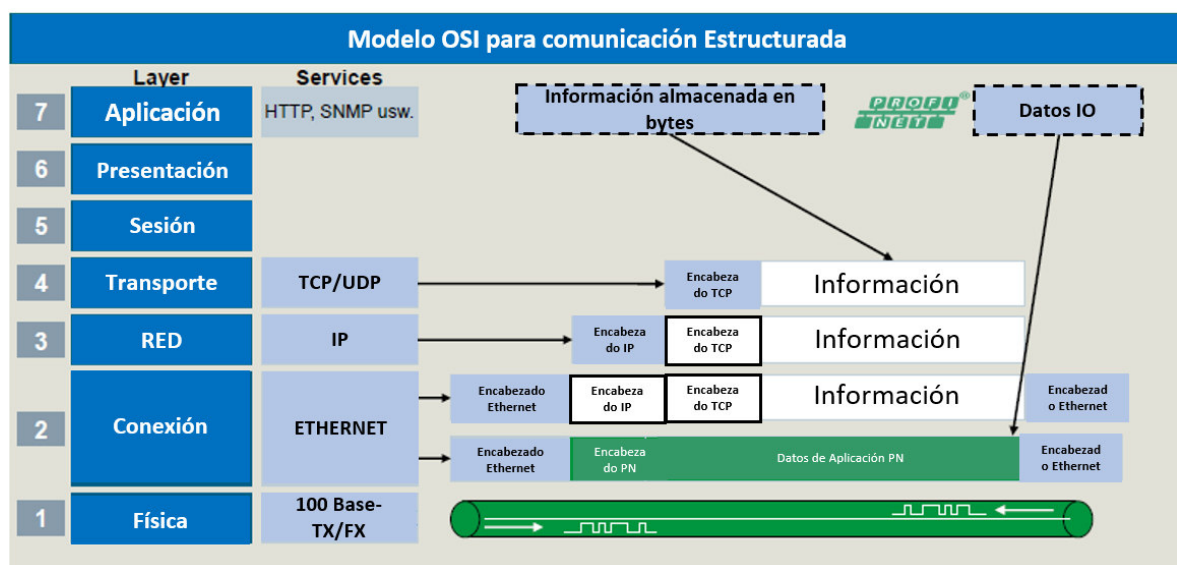 Modelo OSI para comunicación Estructurada
Layer
Services
7
Aplicación
HTTP, SNMP usw.
Información almacenada en
bytes
PROFI®
NET
Datos IO
6
Presentación
5
Sesión
4
Transporte
TCP/UDP
Encabeza
do TCP
Información
3
RED
IP
Encabeza
do IP
Encabeza
do TCP
Información
2
Conexión
ETHERNET
Encabezado
Ethernet
Encabeza
do IP
Encabeza
do TCP
Información
Encabezad
o Ethernet
Encabezado
Ethernet
Encabeza
do PN
Datos de Aplicación PN
Encabezad
o Ethernet
1
Física
100 Base-
TX/FX